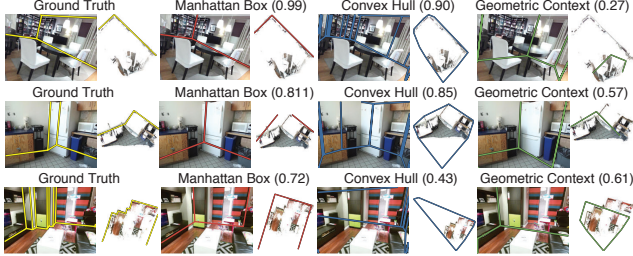 Ground Truth Manhattan Box (0.99) Convex Hull (0.90) Geometric Context (0.27)
Ground Truth Manhattan Box (0.811) Convex Hull (0.85) Geometric Context (0.57)
Ground Truth Manhattan Box (0.72) Convex Hull (0.43) Geometric Context (0.61)